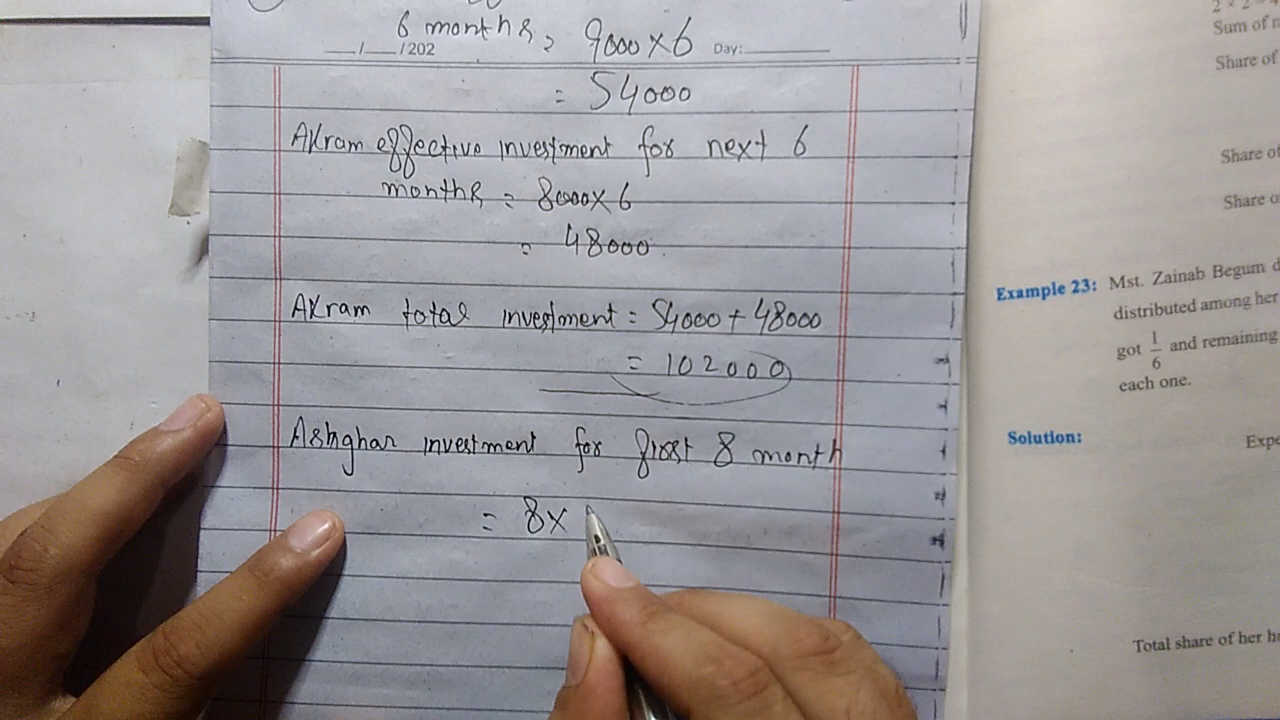 6 months = 9000×6
__/__/202 Day:
= 54000
Akram effective investment for next 6
months = 8000×6
= 48000
Akram total investment = 54000 + 48000
= 102000
Ashghar investment for first 8 month
= 8×
Sum of
Share of
Share of
Share
Example 23: Mst. Zainab Begum
distributed among her
got 1/6 and remaining
each one.
Solution:
Total share of her